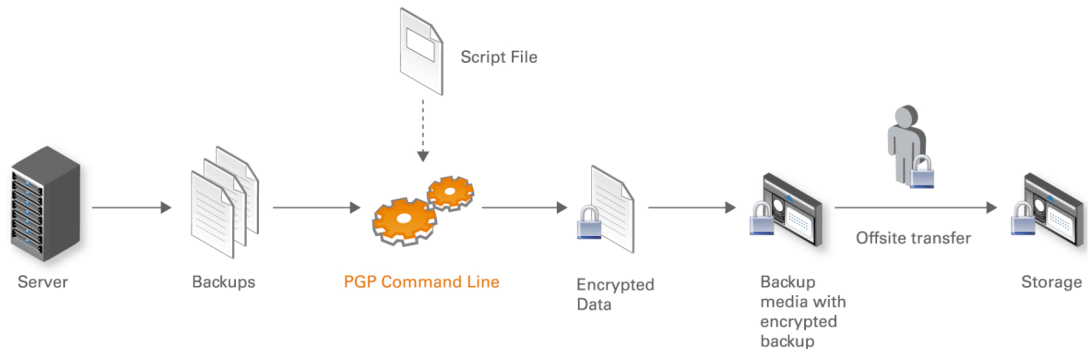 Script File
Offsite transfer
Server
Backups
PGP Command Line
Encrypted
Data
Backup
media with
encrypted
backup
Storage